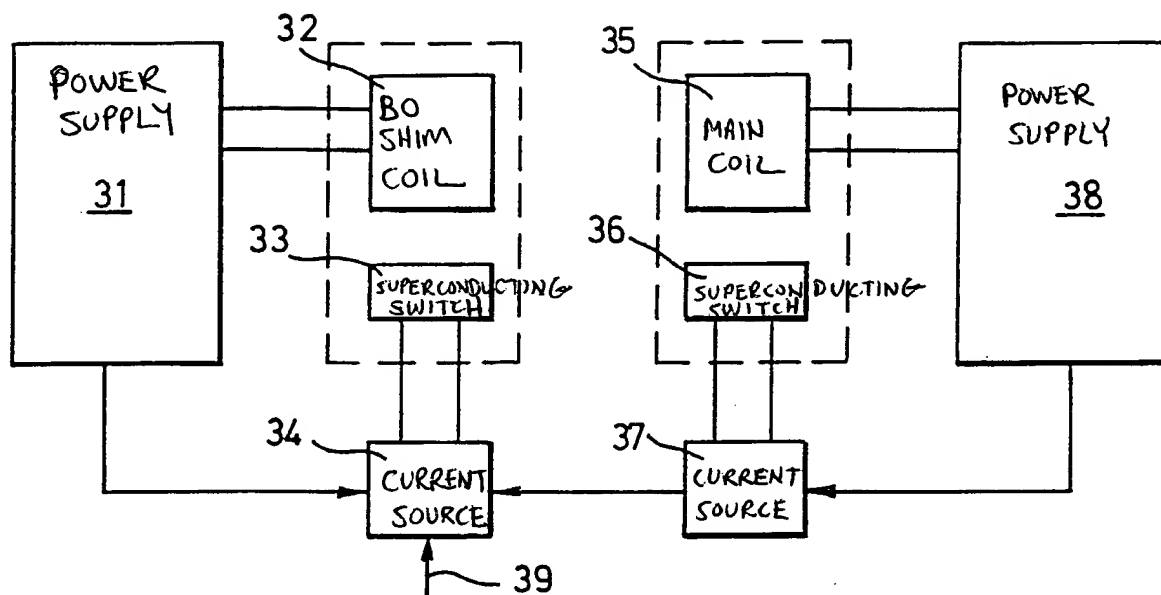 32
35
POWER
SUPPLY
31
BO
SHIM
COIL
MAIN
COIL
POWER
SUPPLY
38
33
SUPERCONDUCTING
SWITCH
36
SUPERCONDUCTING
SWITCH
34
CURRENT
SOURCE
37
CURRENT
SOURCE
39